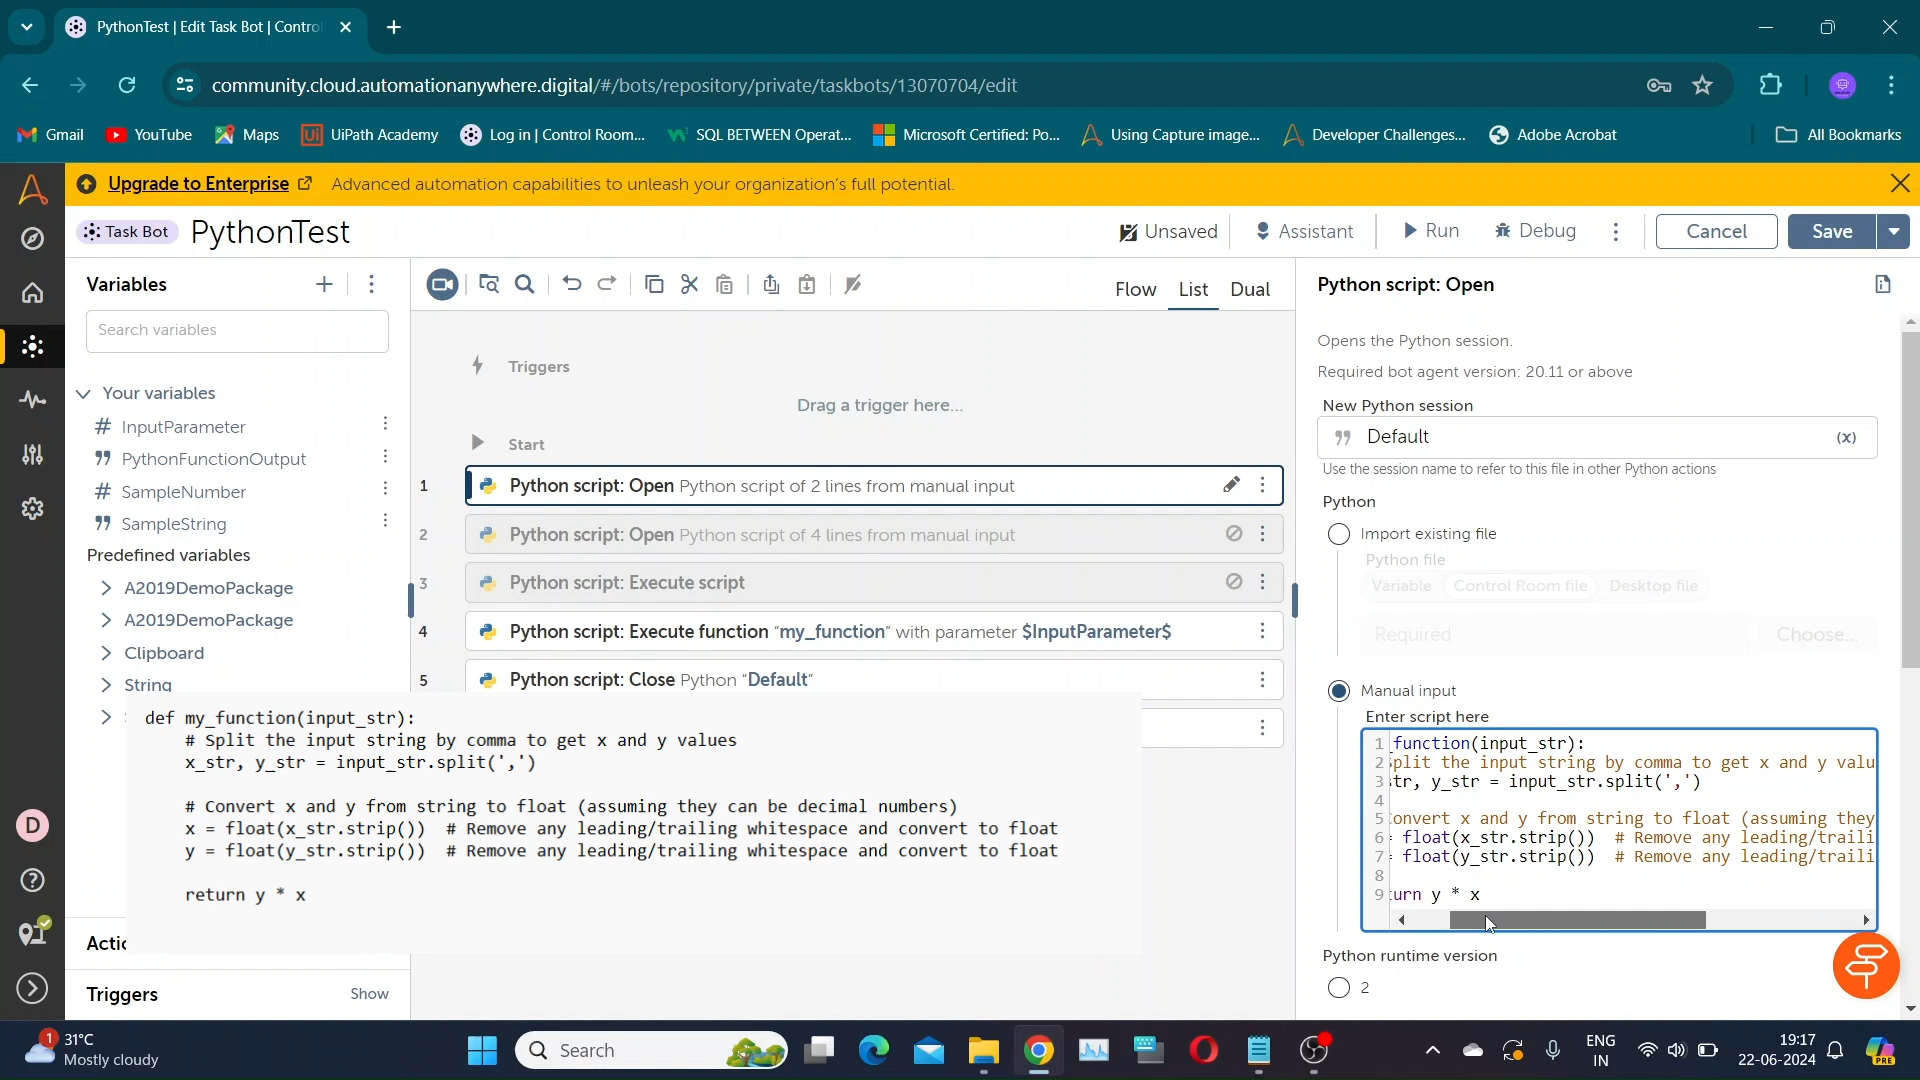 PythonTest | Edit Task Bot | Contro
community.cloud.automationanywhere.digital/#/bots/repository/private/taskbots/13070704/edit
Gmail YouTube Maps UiPath Academy Log in | Control Room... SQL BETWEEN Operat... Microsoft Certified: Po... Using Capture image... Developer Challenges... Adobe Acrobat All Bookmarks
Upgrade to Enterprise Advanced automation capabilities to unleash your organization's full potential.
Task Bot PythonTest Unsaved Assistant Run Debug Cancel Save
Variables
Search variables
Your variables
# InputParameter
PythonFunctionOutput
# SampleNumber
SampleString
Predefined variables
A2019DemoPackage
A2019DemoPackage
Clipboard
String
Actio
Triggers Show
Flow List Dual
Triggers
Drag a trigger here...
Start
1 Python script: Open Python script of 2 lines from manual input
2 Python script: Open Python script of 4 lines from manual input
3 Python script: Execute script
4 Python script: Execute function "my_function" with parameter $InputParameter$
5 Python script: Close Python "Default"
def my_function(input_str):
# Split the input string by comma to get x and y values
x_str, y_str = input_str.split(',')
# Convert x and y from string to float (assuming they can be decimal numbers)
x = float(x_str.strip()) # Remove any leading/trailing whitespace and convert to float
y = float(y_str.strip()) # Remove any leading/trailing whitespace and convert to float
return y * x
Python script: Open
Opens the Python session.
Required bot agent version: 20.11 or above
New Python session
Default (x)
Use the session name to refer to this file in other Python actions
Python
Import existing file
Python file
Variable Control Room file Desktop file
Required Choose...
Manual input
Enter script here
1 _function(input_str):
2 split the input string by comma to get x and y valu
3 str, y_str = input_str.split(',')
4
5 Convert x and y from string to float (assuming they
6 = float(x_str.strip()) # Remove any leading/traili
7 = float(y_str.strip()) # Remove any leading/traili
8
9 turn y * x
Python runtime version
2
D
1 31°C
Mostly cloudy
Search
ENG
IN
19:17
22-06-2024
PRE